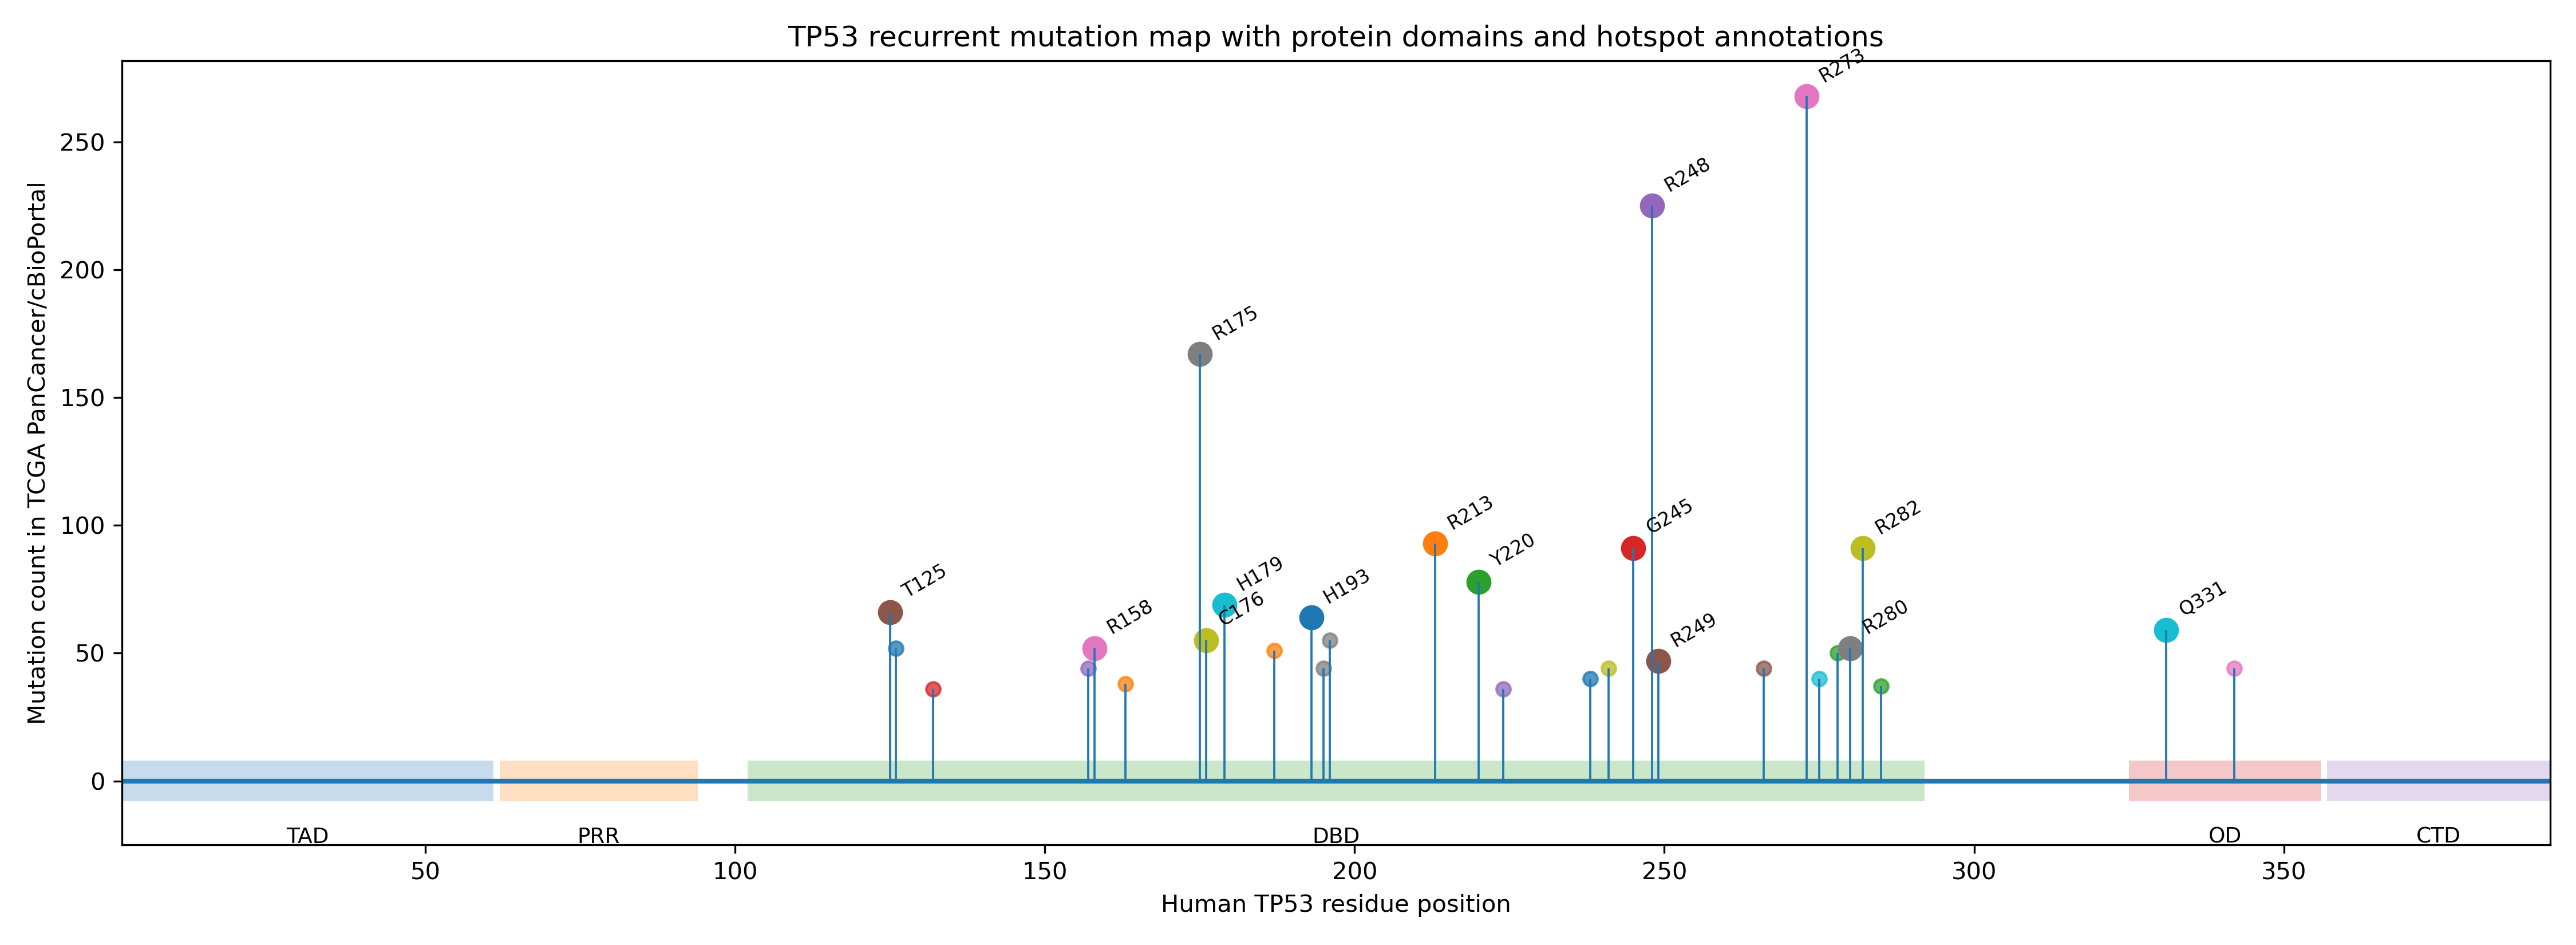 TP53 recurrent mutation map with protein domains and hotspot annotations
Mutation count in TCGA PanCancer/cBioPortal
250
200
150
100
50
0
R273
R248
R175
R213
G245
R282
Y220
H179
T125
H193
C176
R158
R249
R280
Q331
TAD
PRR
DBD
OD
CTD
50
100
150
200
250
300
350
Human TP53 residue position